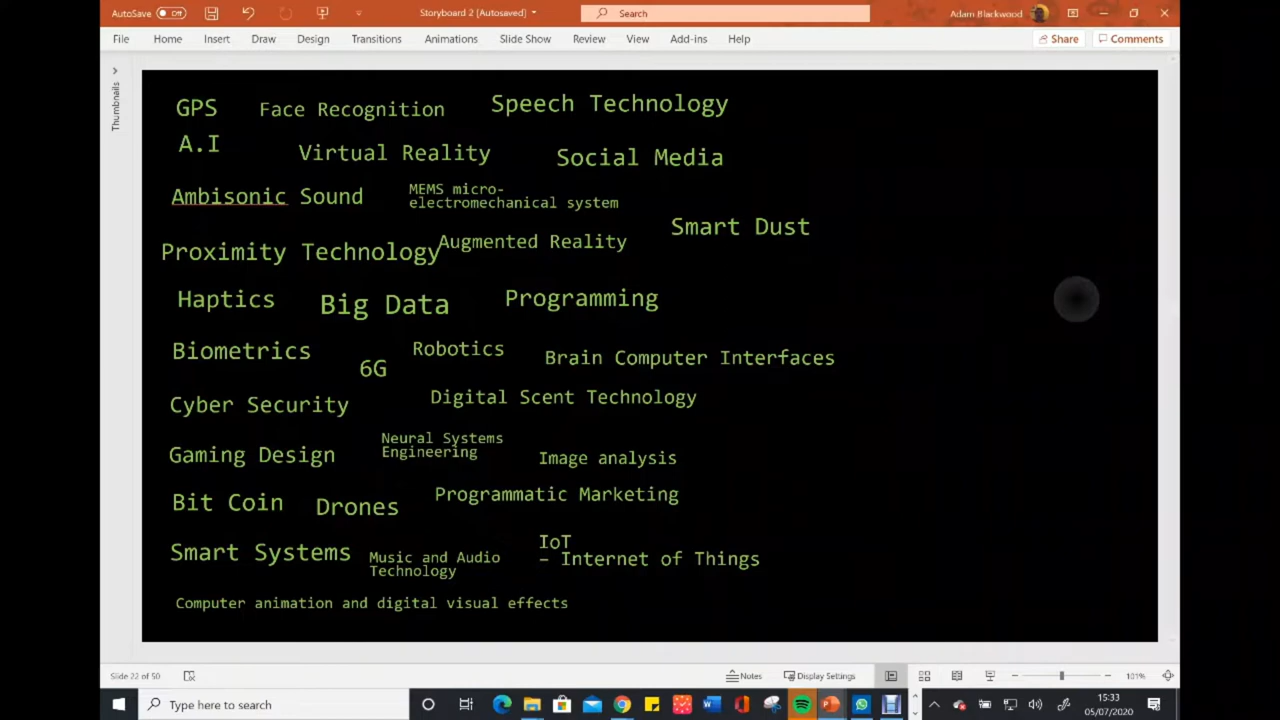 AutoSave Off Storyboard 2 [Autosaved] Search Adam Blackwood
File Home Insert Draw Design Transitions Animations Slide Show Review View Add-ins Help Share Comments
Thumbnails
GPS Face Recognition Speech Technology
A.I Virtual Reality Social Media
Ambisonic Sound
MEMS micro-
electromechanical system
Smart Dust
Proximity Technology Augmented Reality
Haptics Big Data Programming
Biometrics Robotics Brain Computer Interfaces
6G
Cyber Security Digital Scent Technology
Gaming Design
Neural Systems
Engineering
Image analysis
Bit Coin Drones Programmatic Marketing
Smart Systems
Music and Audio
Technology
IoT
– Internet of Things
Computer animation and digital visual effects
Slide 22 of 50 Notes Display Settings 101%
Type here to search 15:33
05/07/2020